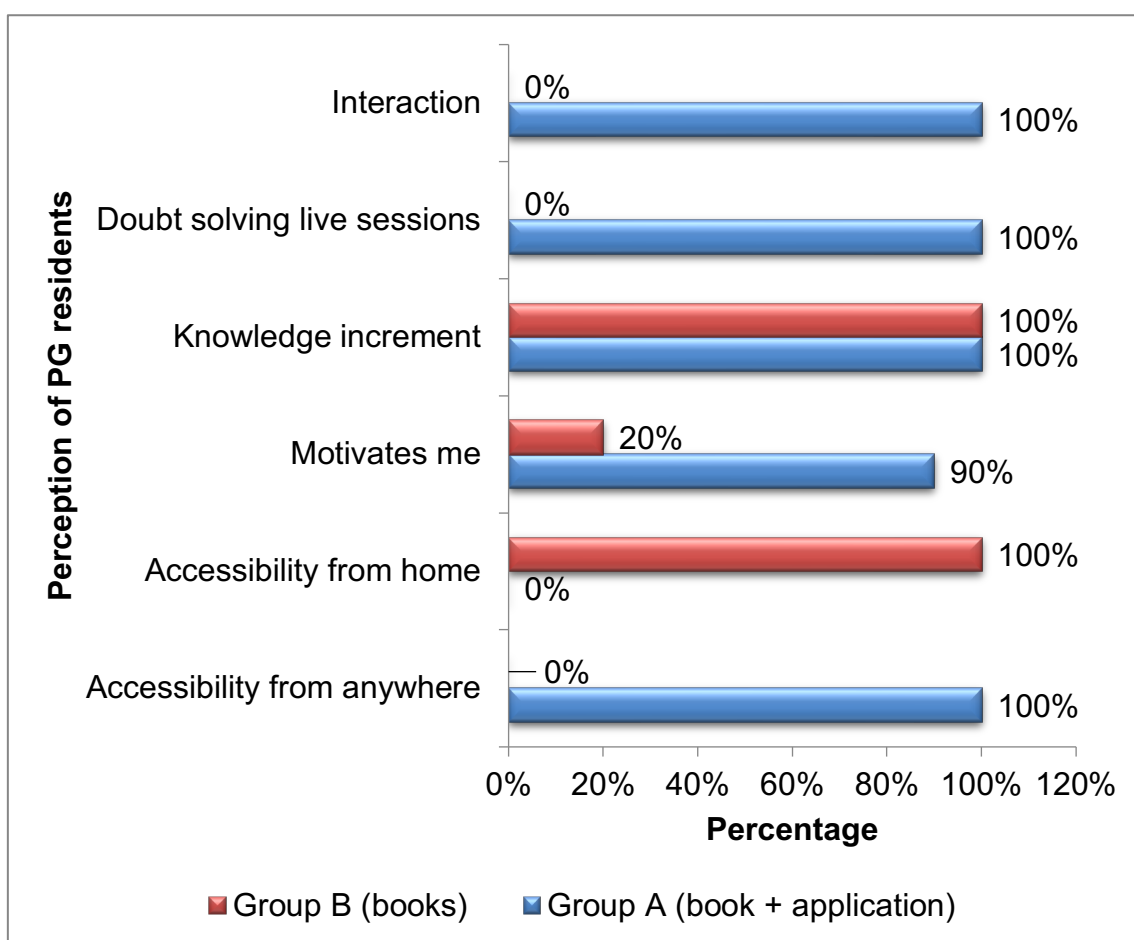 Perception of PG residents
Interaction
0%
100%
Doubt solving live sessions
0%
100%
Knowledge increment
100%
100%
Motivates me
20%
90%
Accessibility from home
100%
0%
Accessibility from anywhere
0%
100%
0% 20% 40% 60% 80% 100% 120%
Percentage
Group B (books) Group A (book + application)